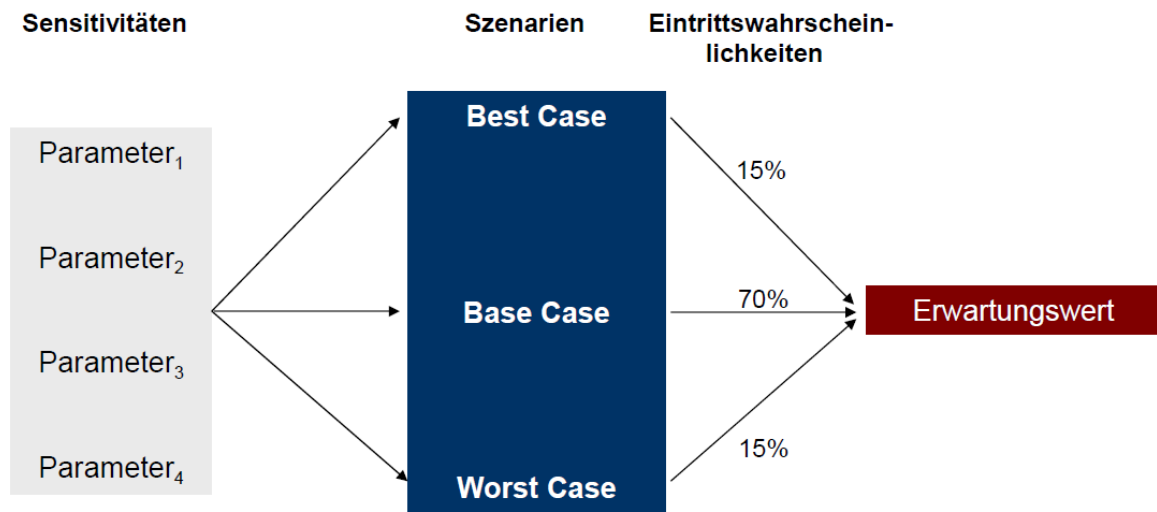 Sensitivitäten
Szenarien
Eintrittswahrschein-
lichkeiten
Parameter₁
Parameter₂
Parameter₃
Parameter₄
Best Case
Base Case
Worst Case
15%
70%
15%
Erwartungswert